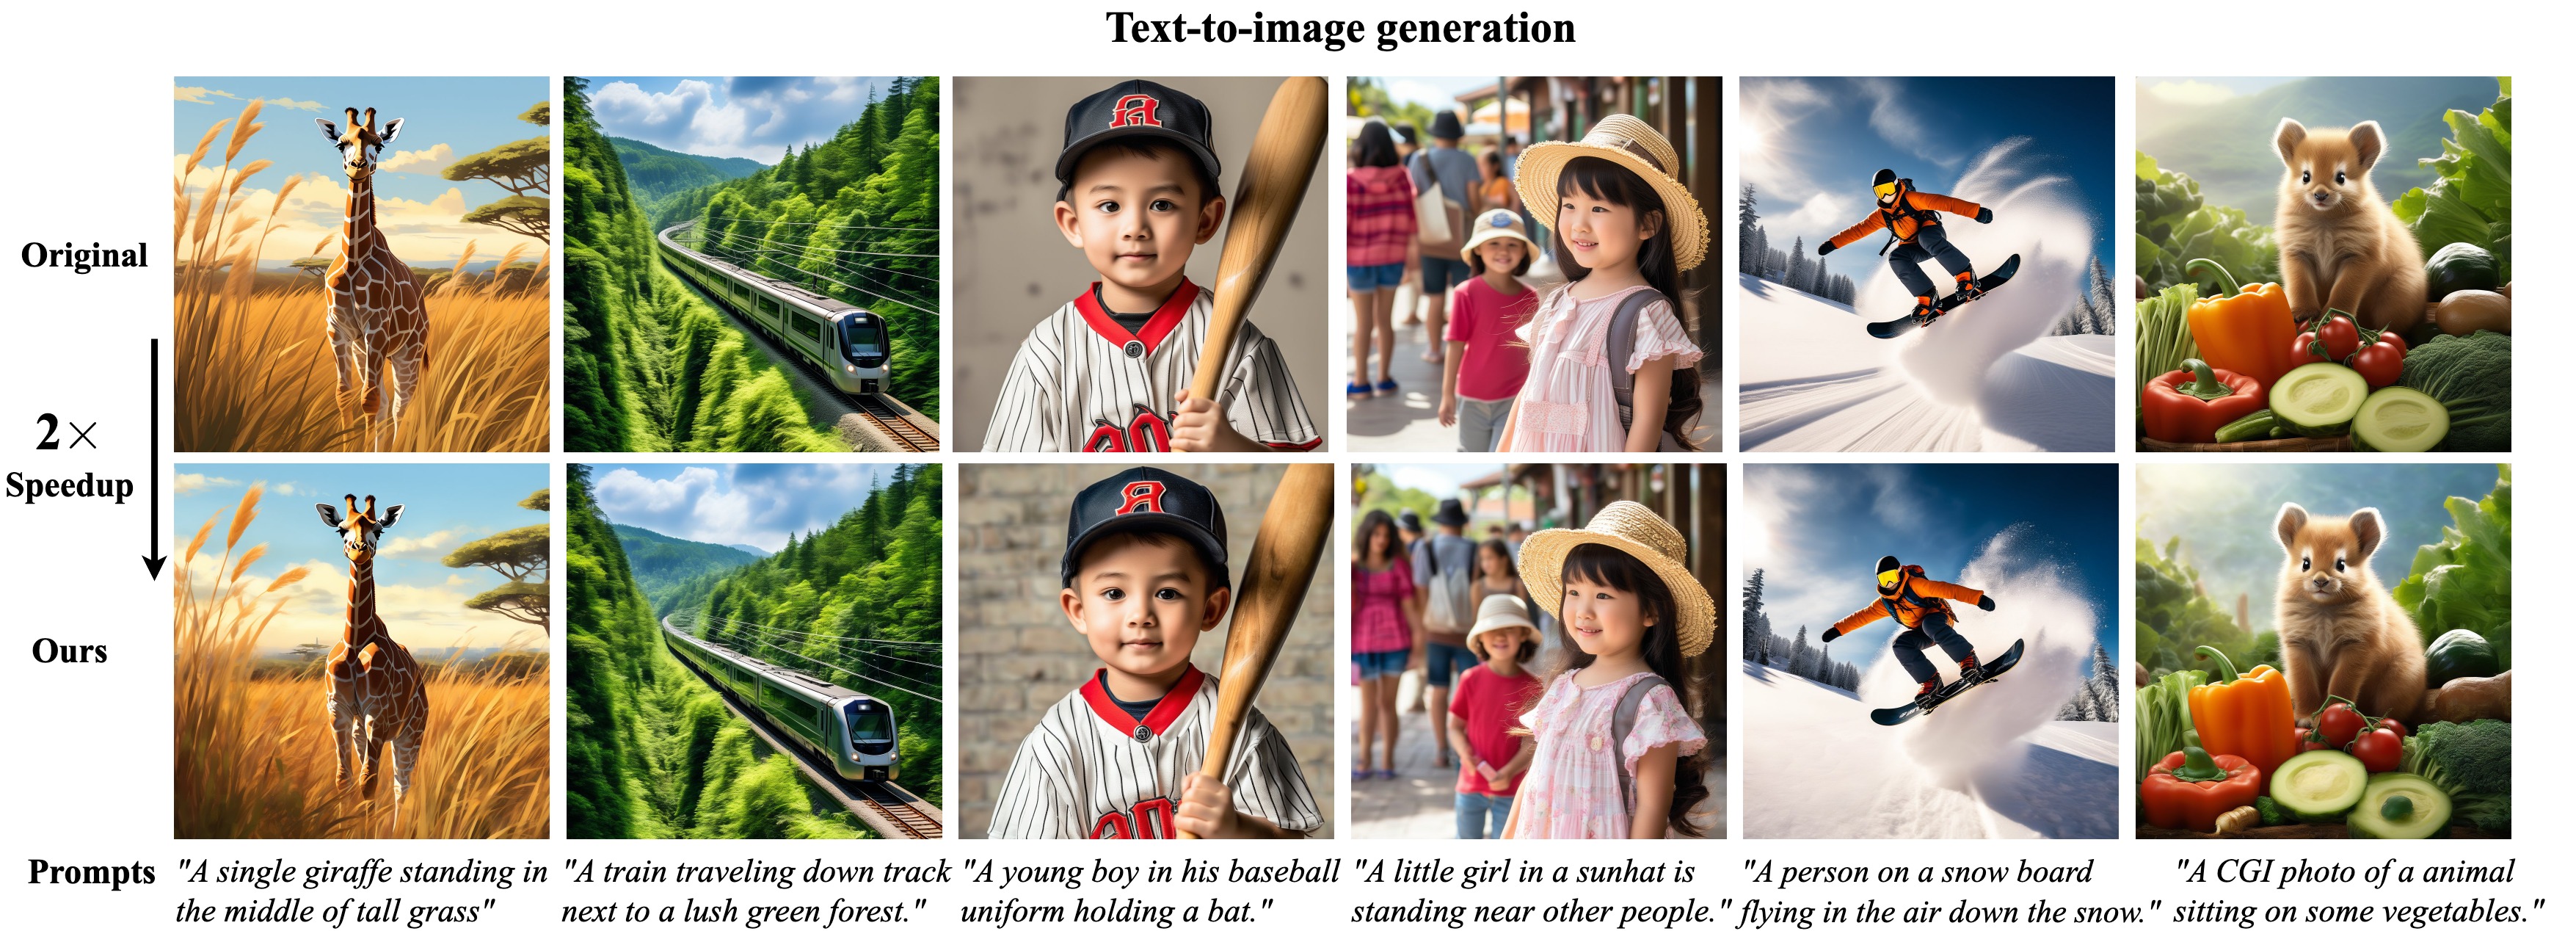 Text-to-image generation
Original
2×
Speedup
Ours
Prompts
"A single giraffe standing in
the middle of tall grass"
"A train traveling down track
next to a lush green forest."
"A young boy in his baseball
uniform holding a bat."
"A little girl in a sunhat is
standing near other people."
"A person on a snow board
flying in the air down the snow."
"A CGI photo of a animal
sitting on some vegetables."